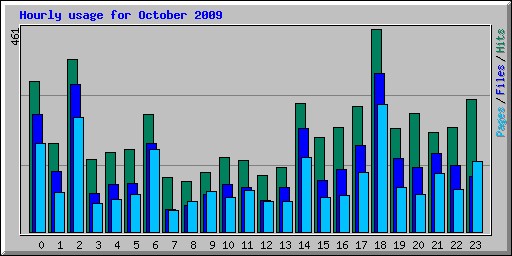 Hourly usage for October 2009
461
Pages / Files / Hits
0 1 2 3 4 5 6 7 8 9 10 11 12 13 14 15 16 17 18 19 20 21 22 23